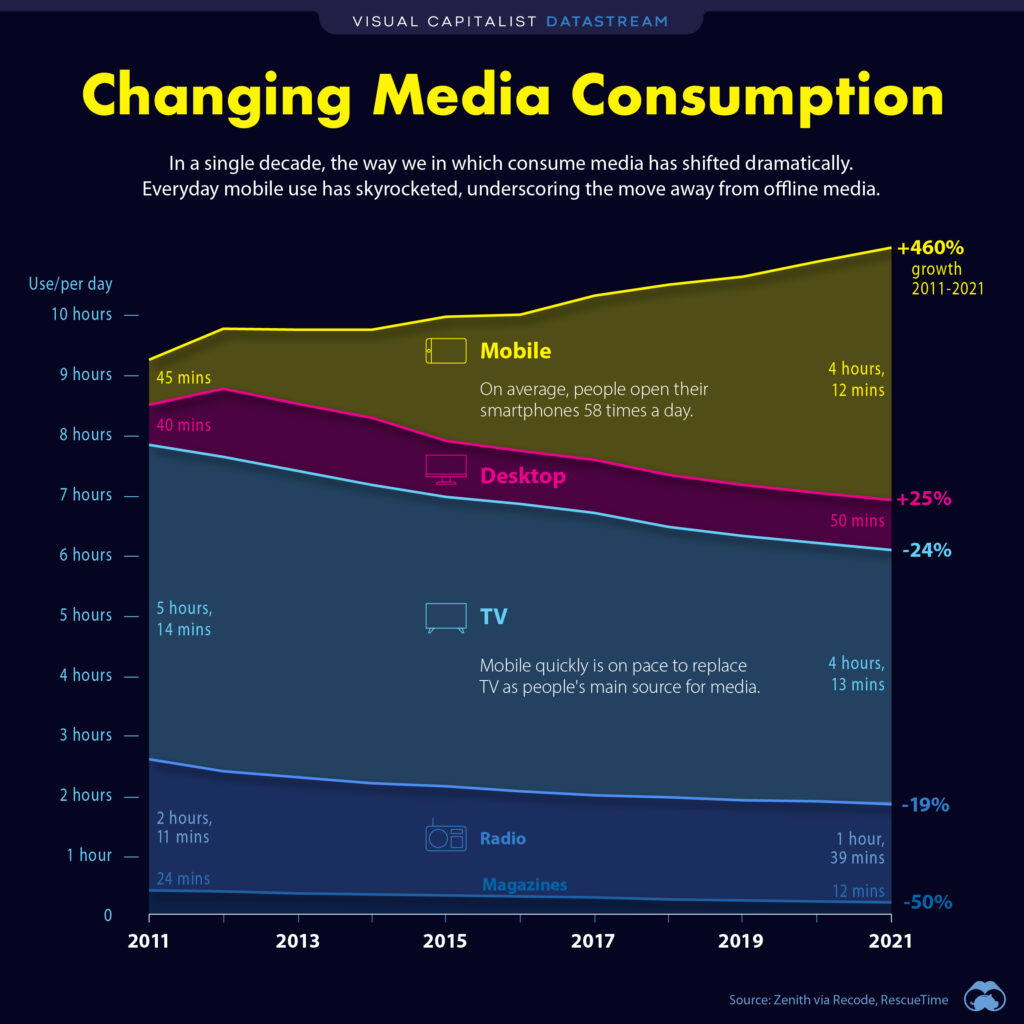 VISUAL CAPITALIST DATASTREAM
Changing Media Consumption
In a single decade, the way we in which consume media has shifted dramatically.
Everyday mobile use has skyrocketed, underscoring the move away from offline media.
Use/per day
10 hours
9 hours
8 hours
7 hours
6 hours
5 hours
4 hours
3 hours
2 hours
1 hour
0
+460%
growth
2011-2021
Mobile
On average, people open their
smartphones 58 times a day.
45 mins
4 hours,
12 mins
Desktop
40 mins
50 mins
+25%
-24%
TV
Mobile quickly is on pace to replace
TV as people's main source for media.
5 hours,
14 mins
4 hours,
13 mins
-19%
Radio
2 hours,
11 mins
1 hour,
39 mins
Magazines
24 mins
12 mins
-50%
2011
2013
2015
2017
2019
2021
Source: Zenith via Recode, RescueTime